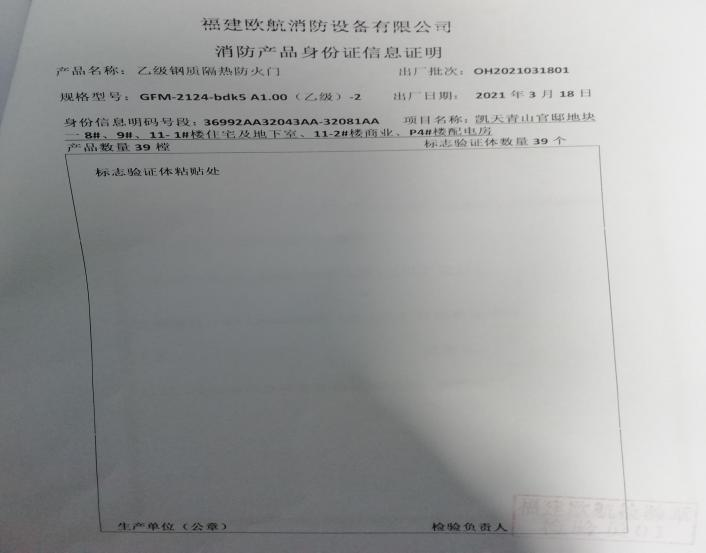 福建欧航消防设备有限公司
消防产品身份证信息证明
产品名称： 乙级钢质隔热防火门 出厂批次： OH2021031801
规格型号： GFM-2124-bdk5 A1.00（乙级）-2 出厂日期： 2021 年 3 月 18 日
身份信息明码号段：36992AA32043AA-32081AA 项目名称：凯天青山官邸地块
一 8#、9#、11- 1#楼住宅及地下室、11-2#楼商业、P4#楼配电房
产品数量 39 樘 标志验证体数量 39 个
标志验证体粘贴处
生产单位（公章） 检验负责人
福建欧航